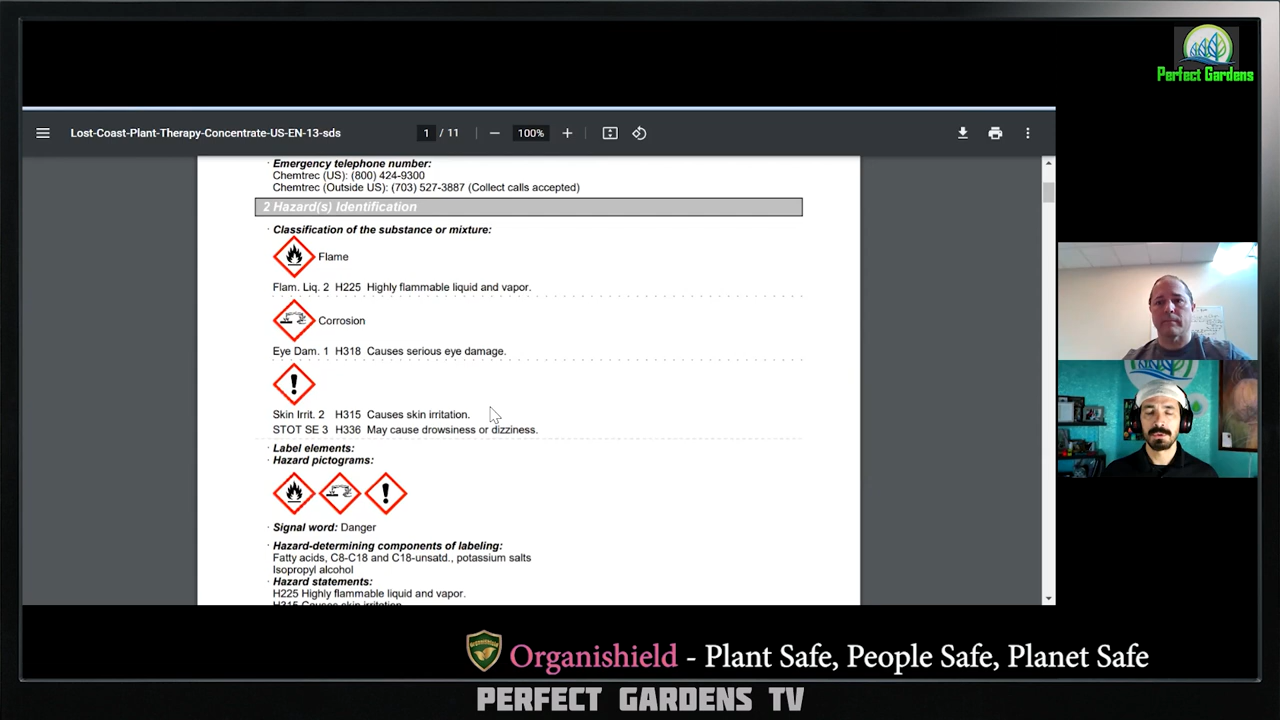 Perfect Gardens
Lost-Coast-Plant-Therapy-Concentrate-US-EN-13-sds
1 / 11
100%
· Emergency telephone number:
Chemtrec (US): (800) 424-9300
Chemtrec (Outside US): (703) 527-3887 (Collect calls accepted)
2 Hazard(s) Identification
· Classification of the substance or mixture:
Flame
Flam. Liq. 2 H225 Highly flammable liquid and vapor.
Corrosion
Eye Dam. 1 H318 Causes serious eye damage.
Skin Irrit. 2 H315 Causes skin irritation.
STOT SE 3 H336 May cause drowsiness or dizziness.
· Label elements:
· Hazard pictograms:
· Signal word: Danger
· Hazard-determining components of labeling:
Fatty acids, C8-C18 and C18-unsatd., potassium salts
Isopropyl alcohol
· Hazard statements:
H225 Highly flammable liquid and vapor.
H315 Causes skin irritation.
Organishield - Plant Safe, People Safe, Planet Safe
PERFECT GARDENS TV